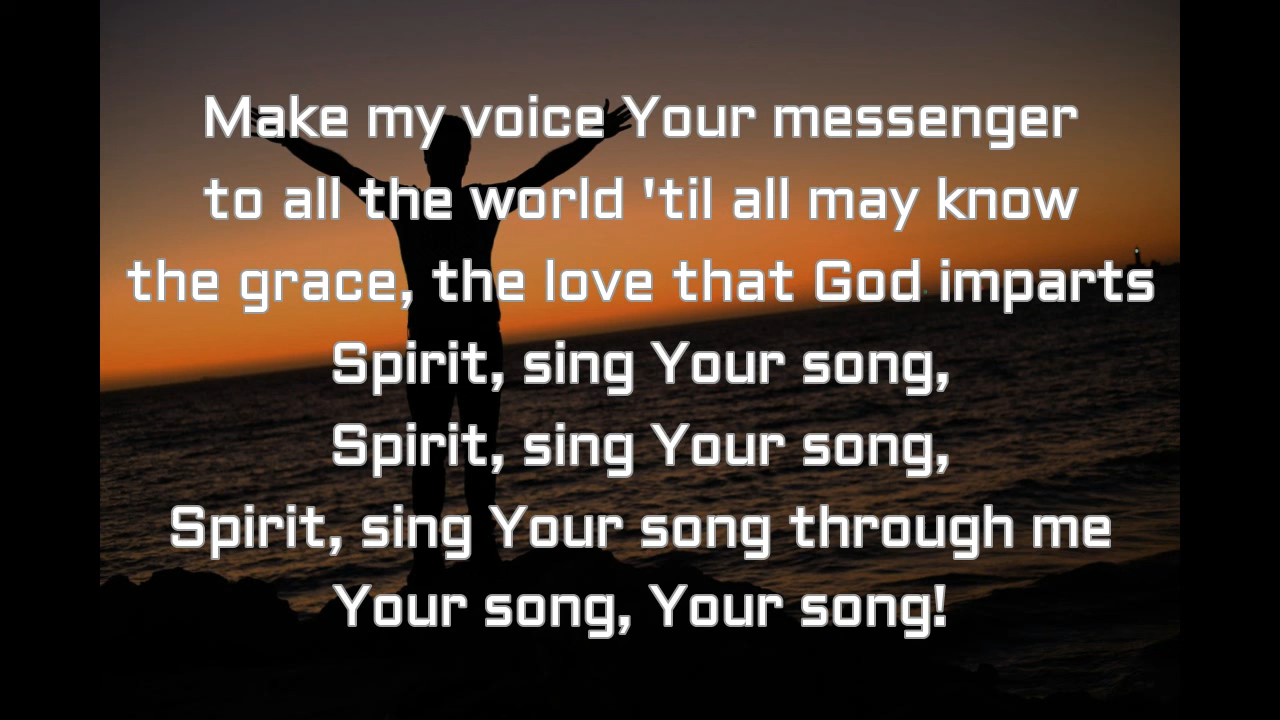 Make my voice Your messenger
to all the world 'til all may know
the grace, the love that God imparts
Spirit, sing Your song,
Spirit, sing Your song,
Spirit, sing Your song through me
Your song, Your song!